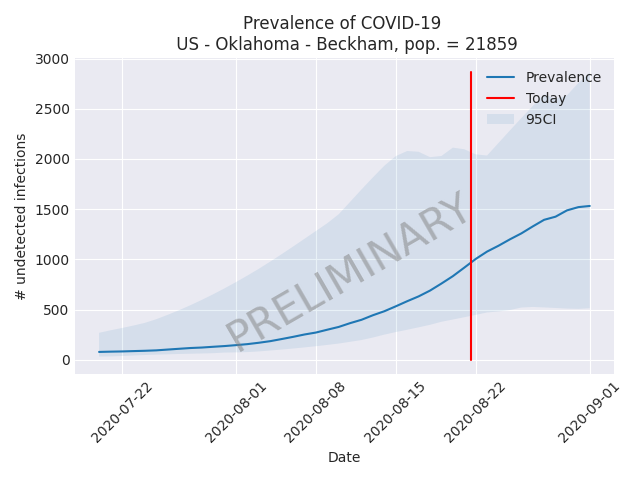 Prevalence of COVID-19
US - Oklahoma - Beckham, pop. = 21859
3000
2500
2000
1500
1000
500
0
# undetected infections
Prevalence
Today
95CI
PRELIMINARY
2020-07-22
2020-08-01
2020-08-08
2020-08-15
2020-08-22
2020-09-01
Date